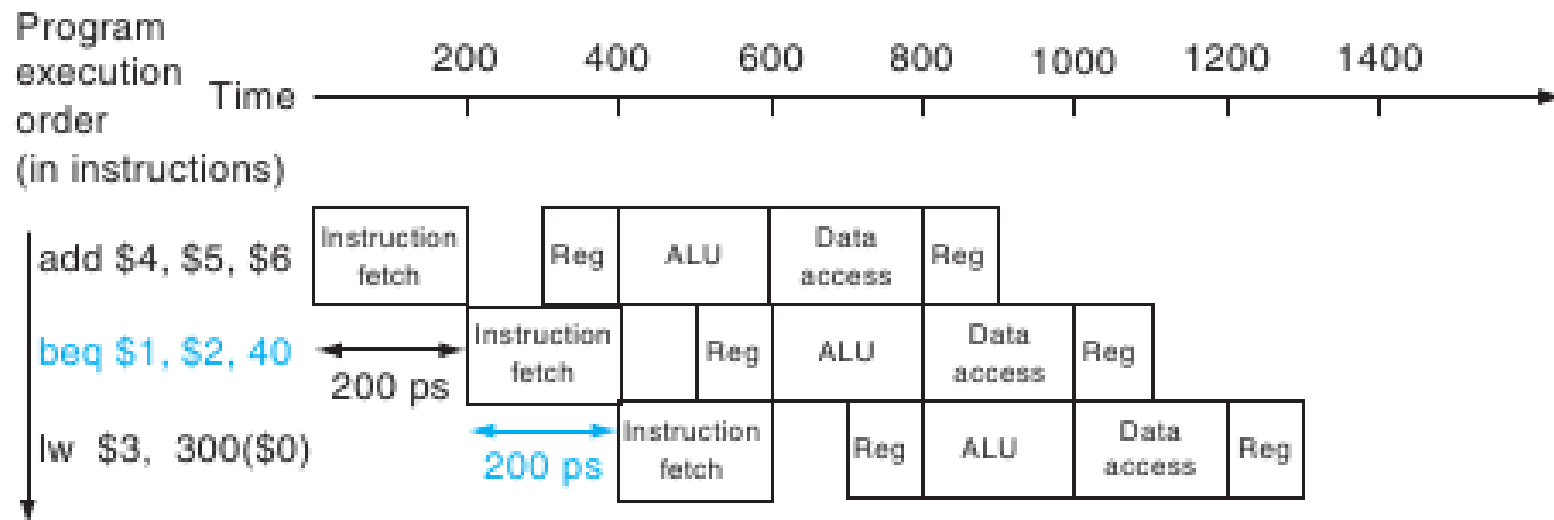 Program
execution
order
(in instructions)
Time
200 400 600 800 1000 1200 1400
add $4, $5, $6
Instruction
fetch
Reg
ALU
Data
access
Reg
beq $1, $2, 40
200 ps
Instruction
fetch
Reg
ALU
Data
access
Reg
lw $3, 300($0)
200 ps
Instruction
fetch
Reg
ALU
Data
access
Reg